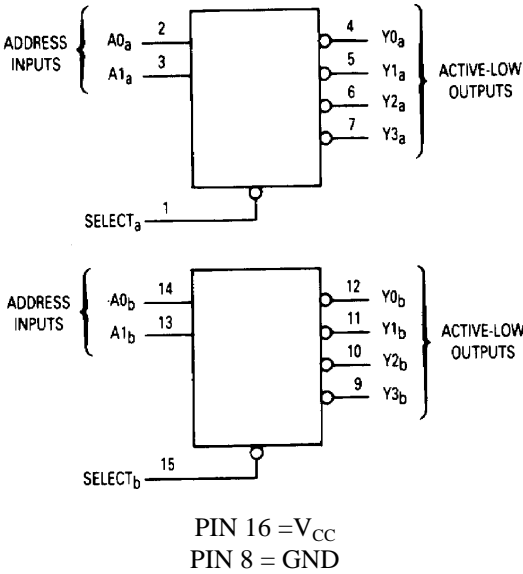 ADDRESS
INPUTS
A0a 2
A1a 3
4 Y0a
5 Y1a
6 Y2a
7 Y3a
ACTIVE-LOW
OUTPUTS
SELECTa 1
ADDRESS
INPUTS
A0b 14
A1b 13
12 Y0b
11 Y1b
10 Y2b
9 Y3b
ACTIVE-LOW
OUTPUTS
SELECTb 15
PIN 16 =VCC
PIN 8 = GND